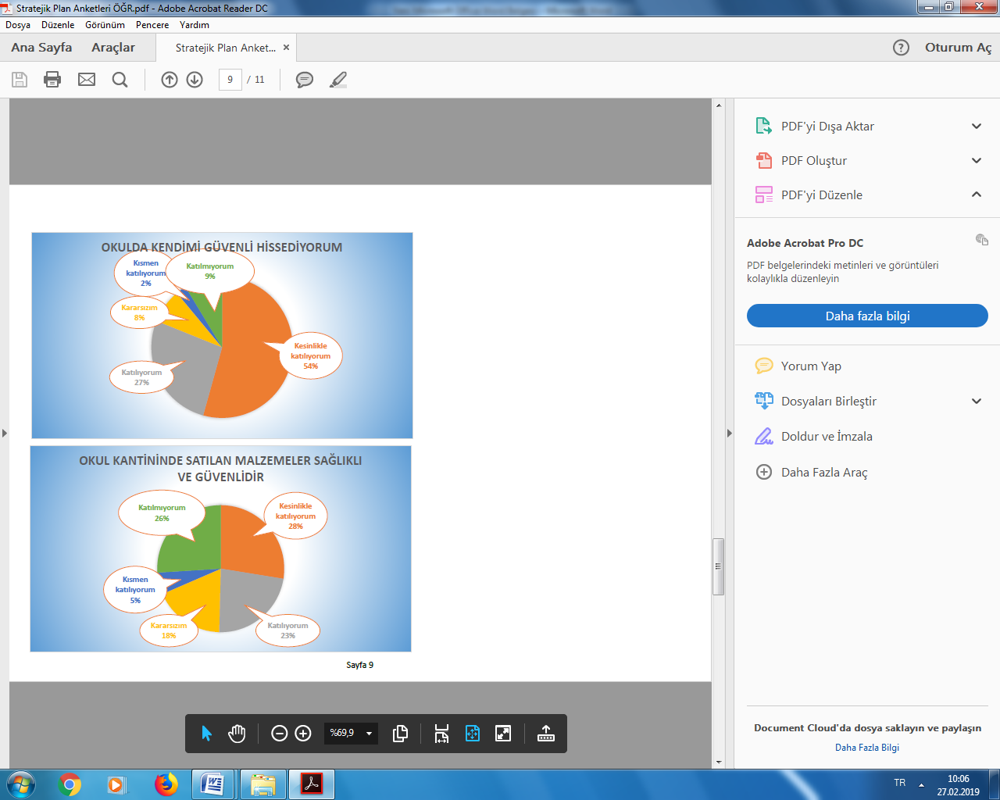 Stratejik Plan Anketleri ÖĞR.pdf - Adobe Acrobat Reader DC
Dosya Düzenle Görünüm Pencere Yardım
Ana Sayfa Araçlar Stratejik Plan Anket... Oturum Aç
9 / 11
OKULDA KENDİMİ GÜVENLİ HİSSEDİYORUM
Kısmen
katılıyorum
2%
Katılmıyorum
9%
Kararsızım
8%
Kesinlikle
katılıyorum
54%
Katılıyorum
27%
OKUL KANTİNİNDE SATILAN MALZEMELER SAĞLIKLI
VE GÜVENLİDİR
Katılmıyorum
26%
Kesinlikle
katılıyorum
28%
Kısmen
katılıyorum
5%
Kararsızım
18%
Katılıyorum
23%
Sayfa 9
%69,9
PDF'yi Dışa Aktar
PDF Oluştur
PDF'yi Düzenle
Adobe Acrobat Pro DC
PDF belgelerindeki metinleri ve görüntüleri
kolaylıkla düzenleyin
Daha fazla bilgi
Yorum Yap
Dosyaları Birleştir
Doldur ve İmzala
Daha Fazla Araç
Document Cloud'da dosya saklayın ve paylaşın
Daha Fazla Bilgi
TR
10:06
27.02.2019